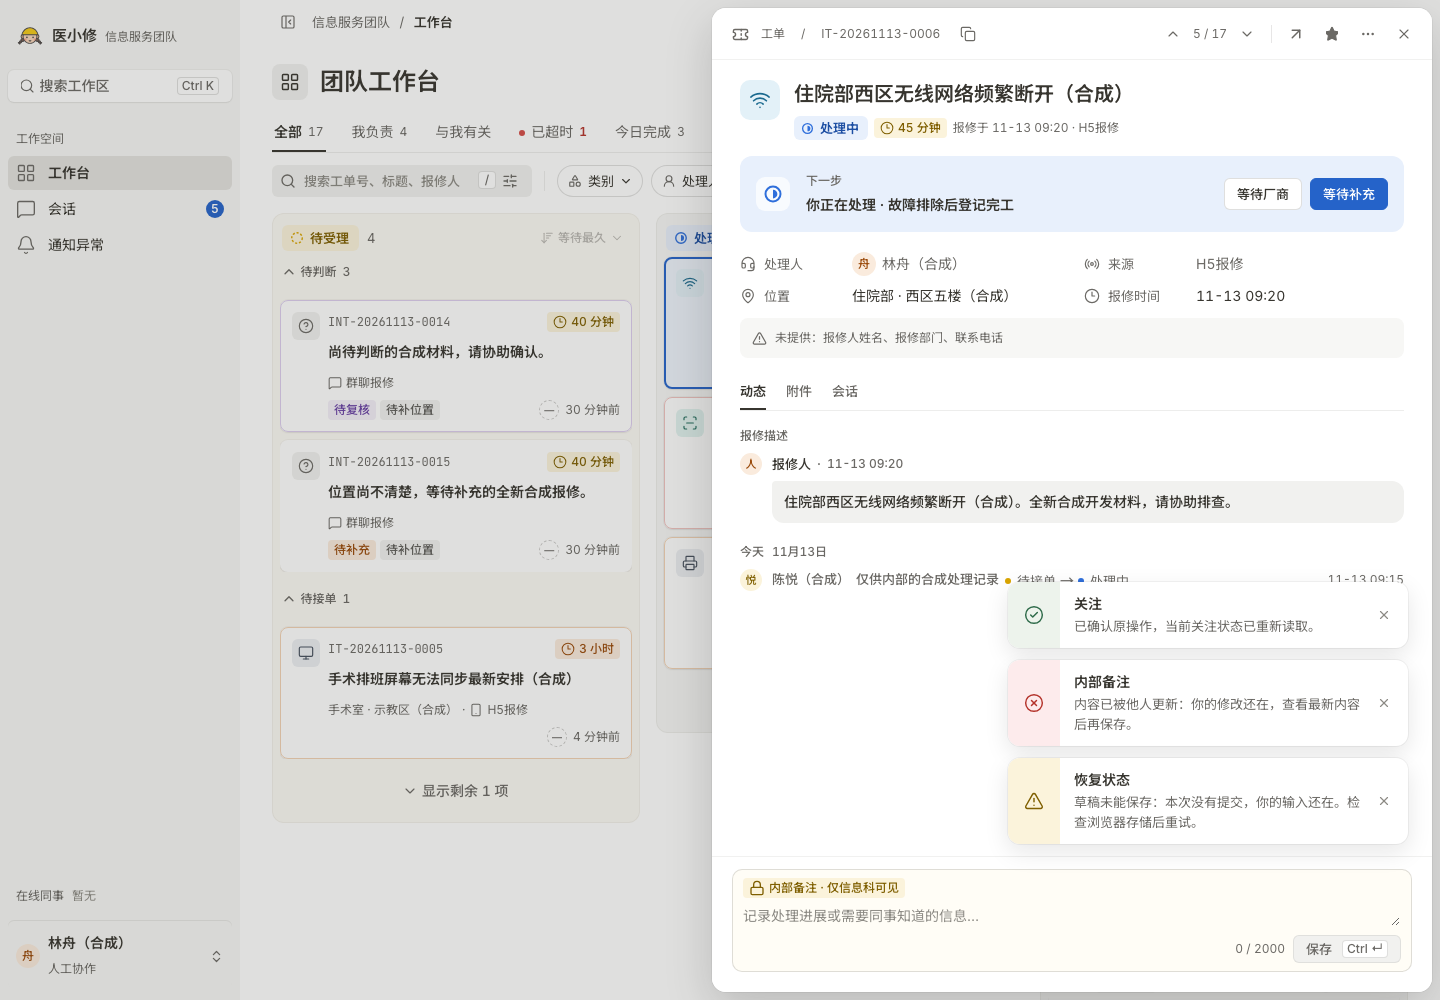 医小修 信息服务团队
搜索工作区 Ctrl K
工作空间
工作台
会话 5
通知异常
在线同事 暂无
舟 林舟（合成）
人工协作
信息服务团队 / 工作台
团队工作台
全部 17 我负责 4 与我有关 已超时 1 今日完成 3
搜索工单号、标题、报修人 / 类别 处理人
待受理 4 等待最久
待判断 3
INT-20261113-0014 40 分钟
尚待判断的合成材料，请协助确认。
群聊报修
待复核 待补位置 30 分钟前
INT-20261113-0015 40 分钟
位置尚不清楚，等待补充的全新合成报修。
群聊报修
待补充 待补位置 30 分钟前
待接单 1
IT-20261113-0005 3 小时
手术排班屏幕无法同步最新安排（合成）
手术室 · 示教区（合成） · H5报修
4 分钟前
显示剩余 1 项
工单 / IT-20261113-0006 5 / 17
住院部西区无线网络频繁断开（合成）
处理中 45 分钟 报修于 11-13 09:20 · H5报修
下一步
你正在处理 · 故障排除后登记完工
等待厂商 等待补充
处理人 舟 林舟（合成） 来源 H5报修
位置 住院部 · 西区五楼（合成） 报修时间 11-13 09:20
未提供：报修人姓名、报修部门、联系电话
动态 附件 会话
报修描述
人 报修人 · 11-13 09:20
住院部西区无线网络频繁断开（合成）。全新合成开发材料，请协助排查。
今天 11月13日
悦 陈悦（合成） 仅供内部的合成处理记录 待接单 → 处理中 11-13 09:15
关注
已确认原操作，当前关注状态已重新读取。
内部备注
内容已被他人更新：你的修改还在，查看最新内容
后再保存。
恢复状态
草稿未能保存：本次没有提交，你的输入还在。检
查浏览器存储后重试。
内部备注 · 仅信息科可见
记录处理进展或需要同事知道的信息...
0 / 2000 保存 Ctrl ↵